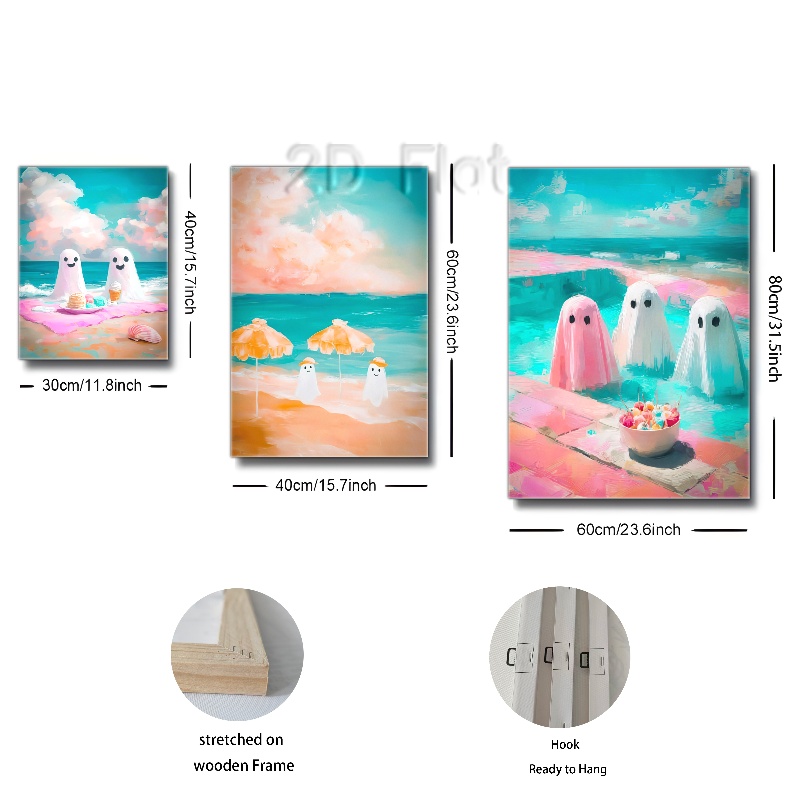 2D Flat
40cm/15.7inch
30cm/11.8inch
60cm/23.6inch
40cm/15.7inch
80cm/31.5inch
60cm/23.6inch
stretched on
wooden Frame
Hook
Ready to Hang